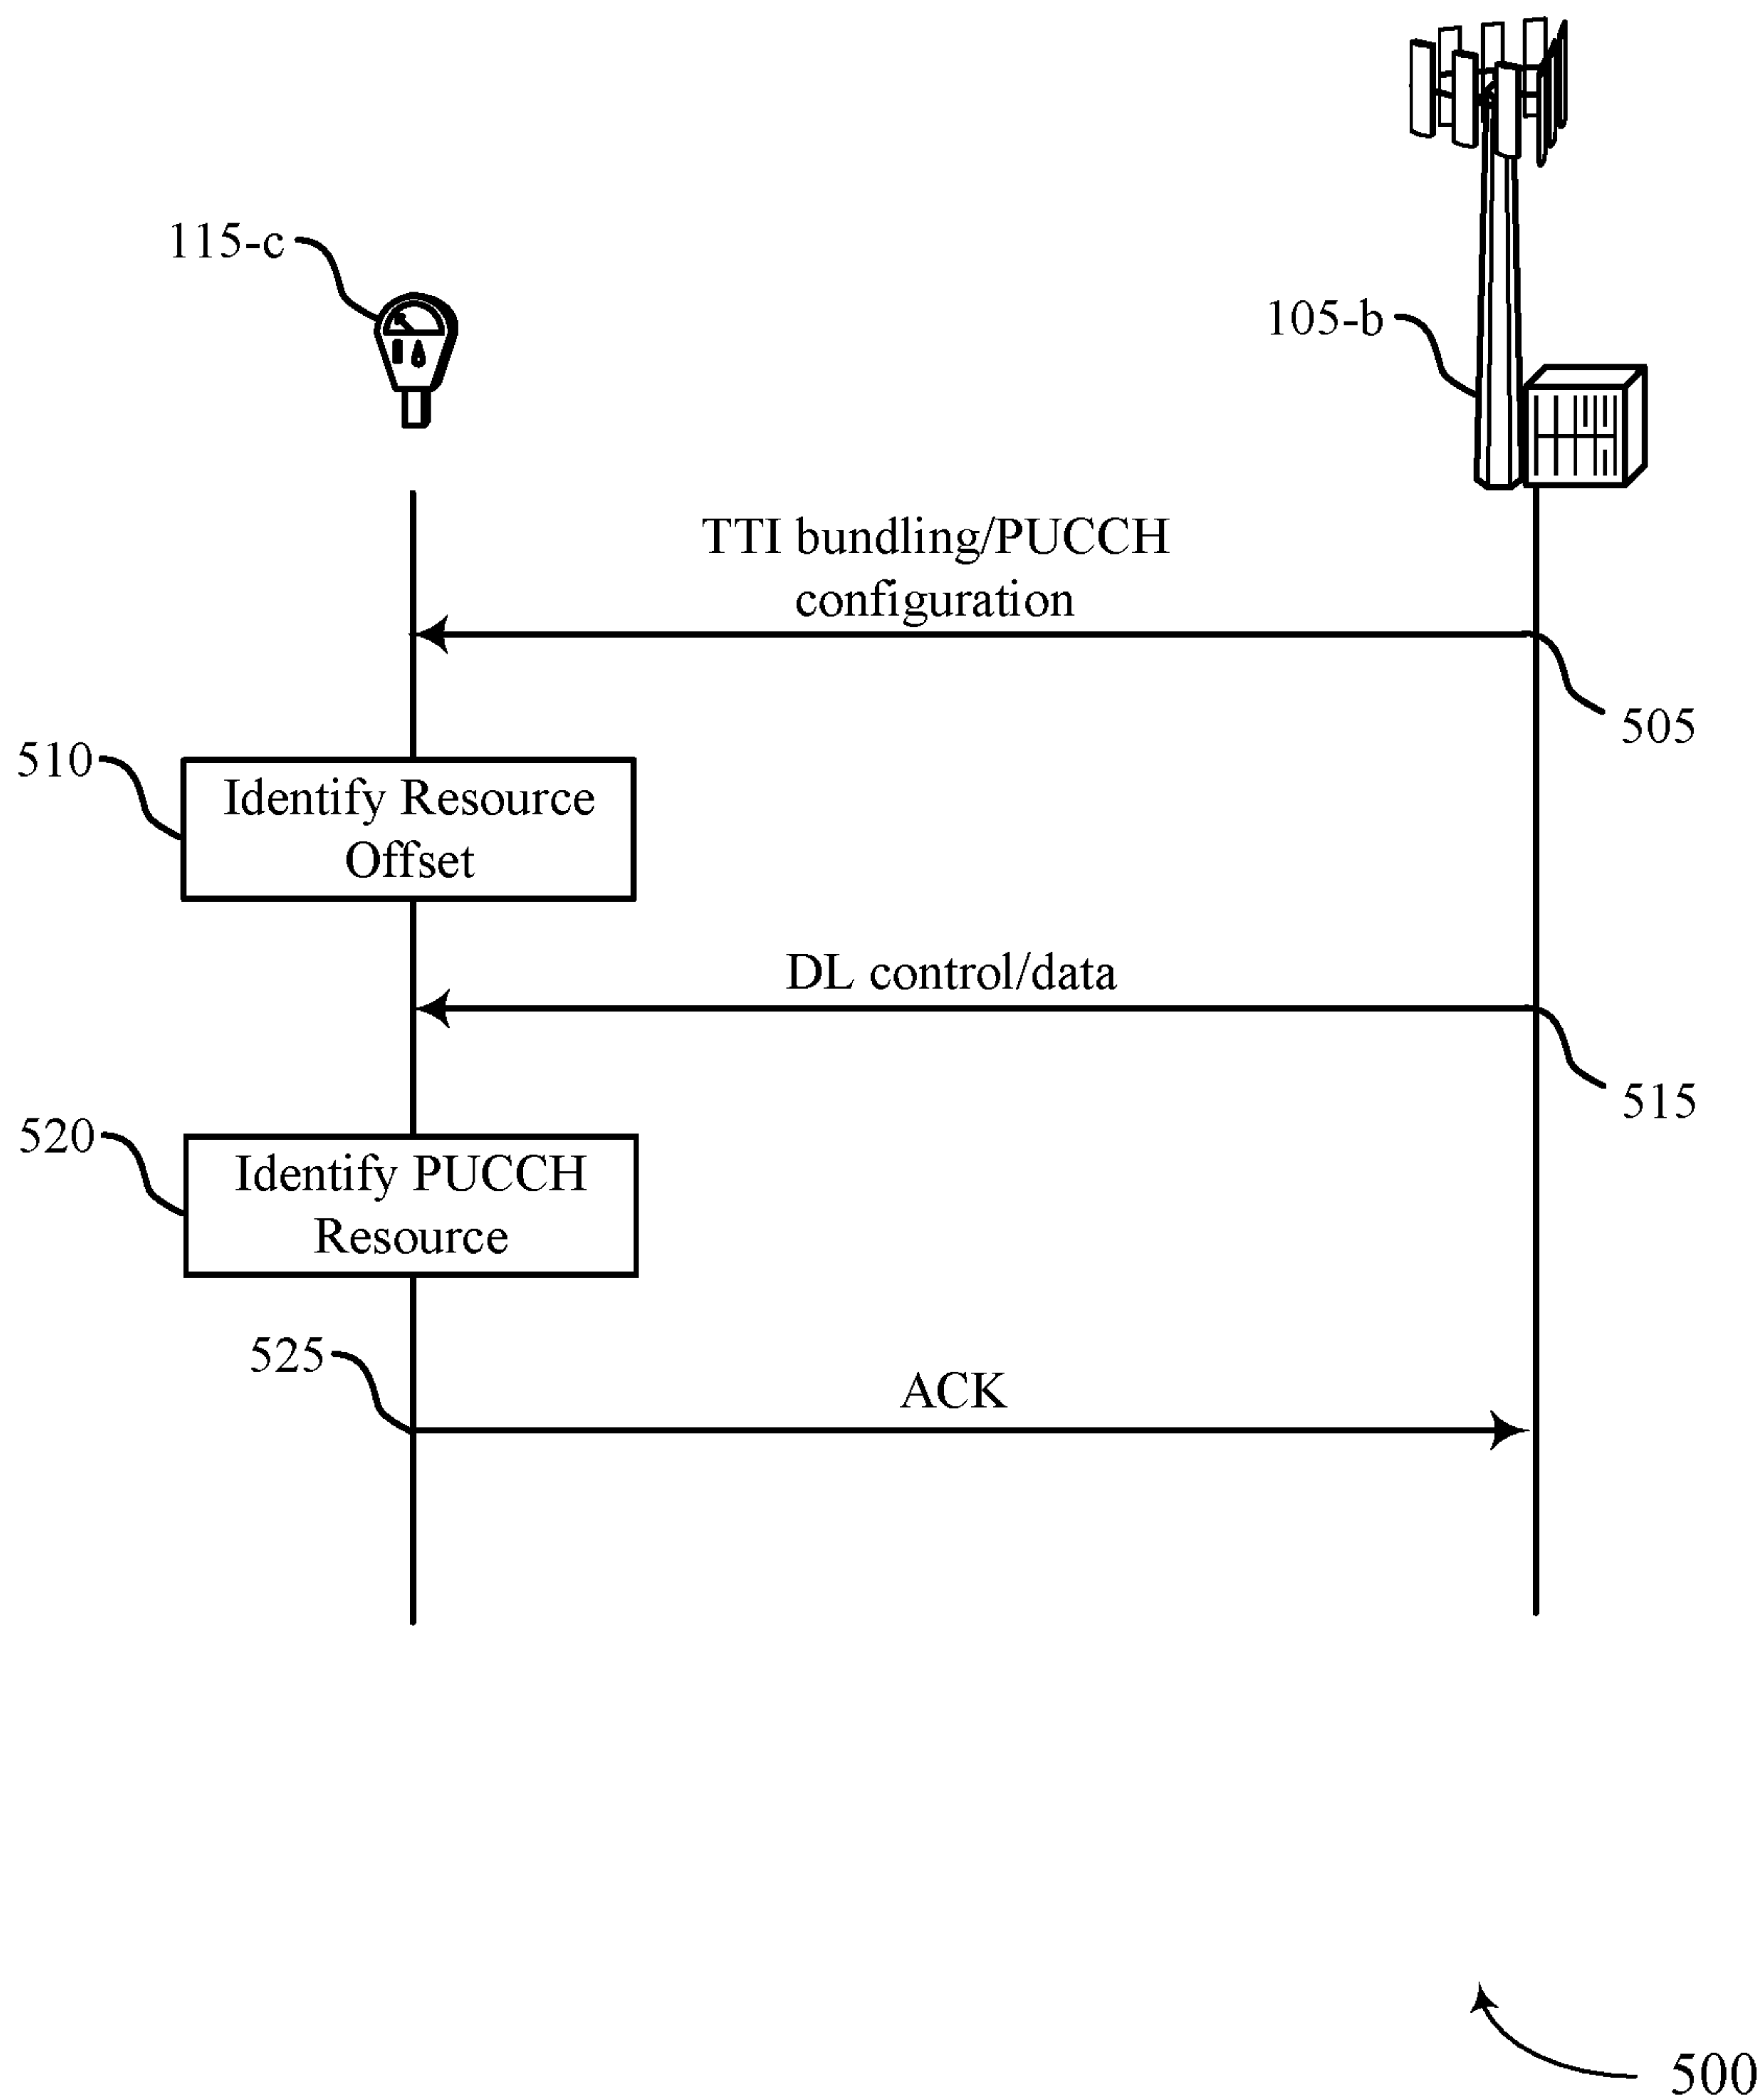 115-c
105-b
TTI bundling/PUCCH
configuration
505
510
Identify Resource
Offset
DL control/data
515
520
Identify PUCCH
Resource
525
ACK
500